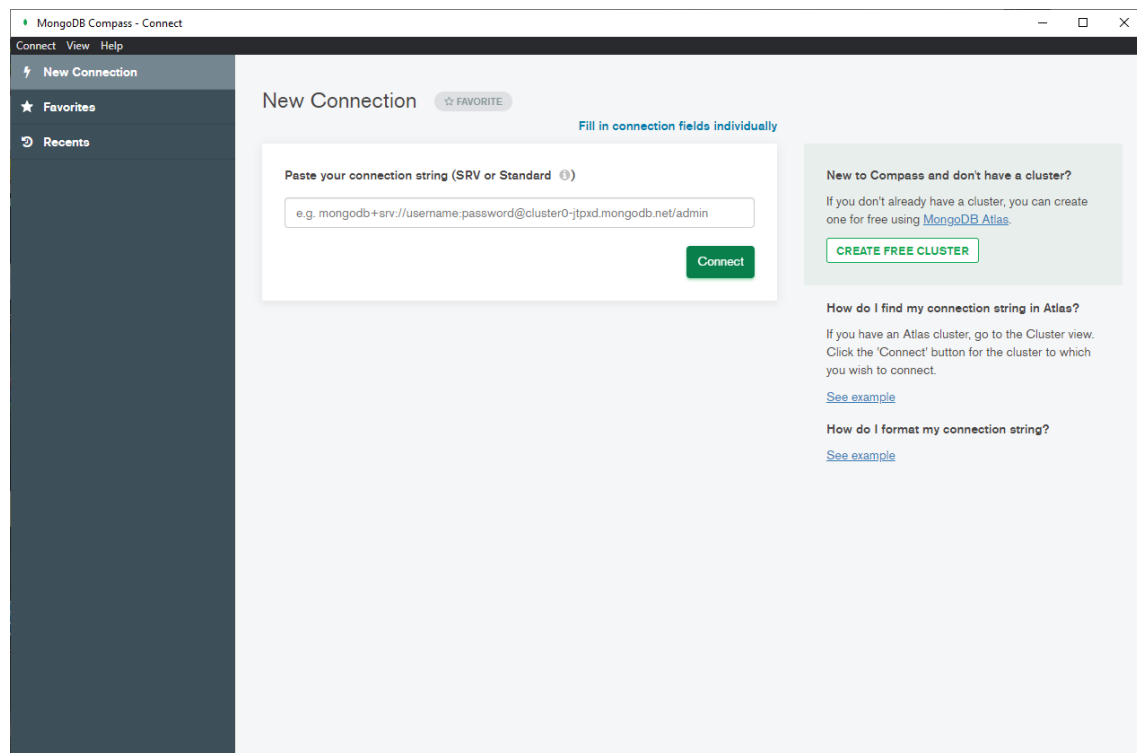 MongoDB Compass - Connect
Connect View Help
New Connection
Favorites
Recents
New Connection
FAVORITE
Fill in connection fields individually
Paste your connection string (SRV or Standard )
e.g. mongodb+srv://username:password@cluster0-jtpxd.mongodb.net/admin
Connect
New to Compass and don't have a cluster?
If you don't already have a cluster, you can create
one for free using MongoDB Atlas.
CREATE FREE CLUSTER
How do I find my connection string in Atlas?
If you have an Atlas cluster, go to the Cluster view.
Click the 'Connect' button for the cluster to which
you wish to connect.
See example
How do I format my connection string?
See example